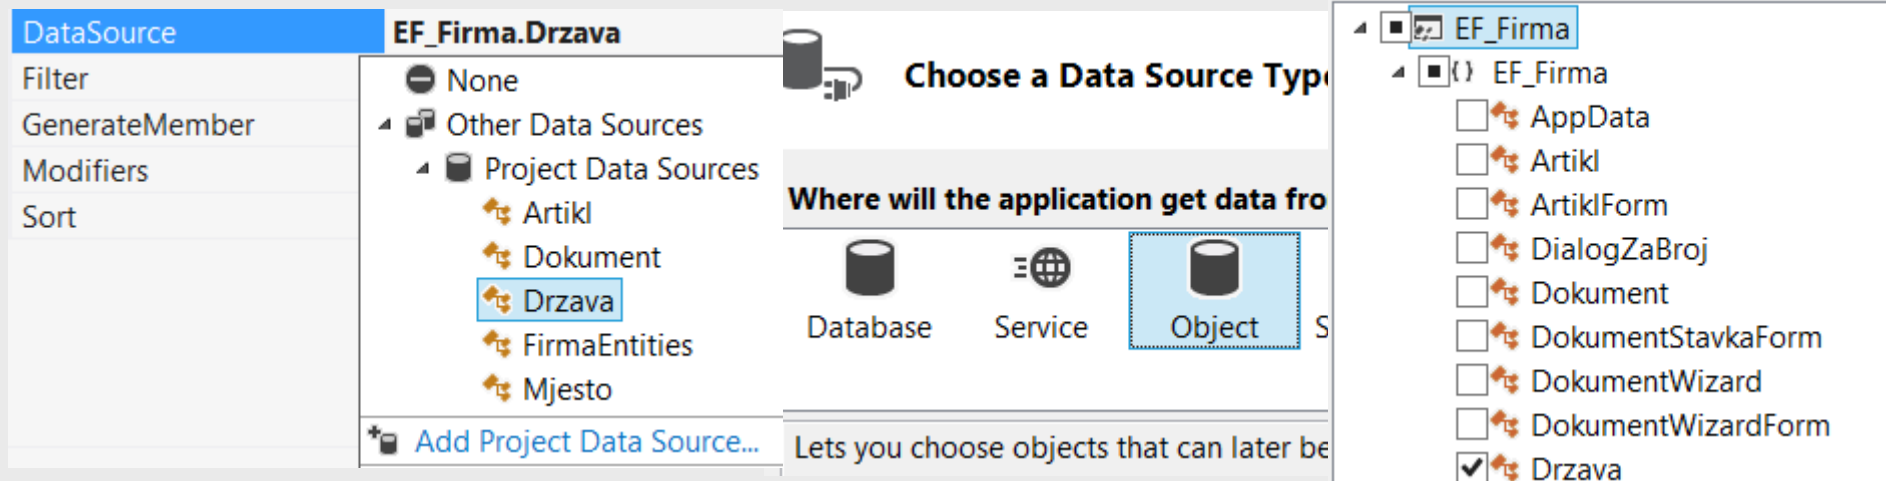 DataSource
EF_Firma.Drzava
Filter
GenerateMember
Modifiers
Sort
None
Other Data Sources
Project Data Sources
Artikl
Dokument
Drzava
FirmaEntities
Mjesto
Add Project Data Source...
Choose a Data Source Type
Where will the application get data fro
Database
Service
Object
S
Lets you choose objects that can later be
EF_Firma
{} EF_Firma
AppData
Artikl
ArtiklForm
DialogZaBroj
Dokument
DokumentStavkaForm
DokumentWizard
DokumentWizardForm
Drzava